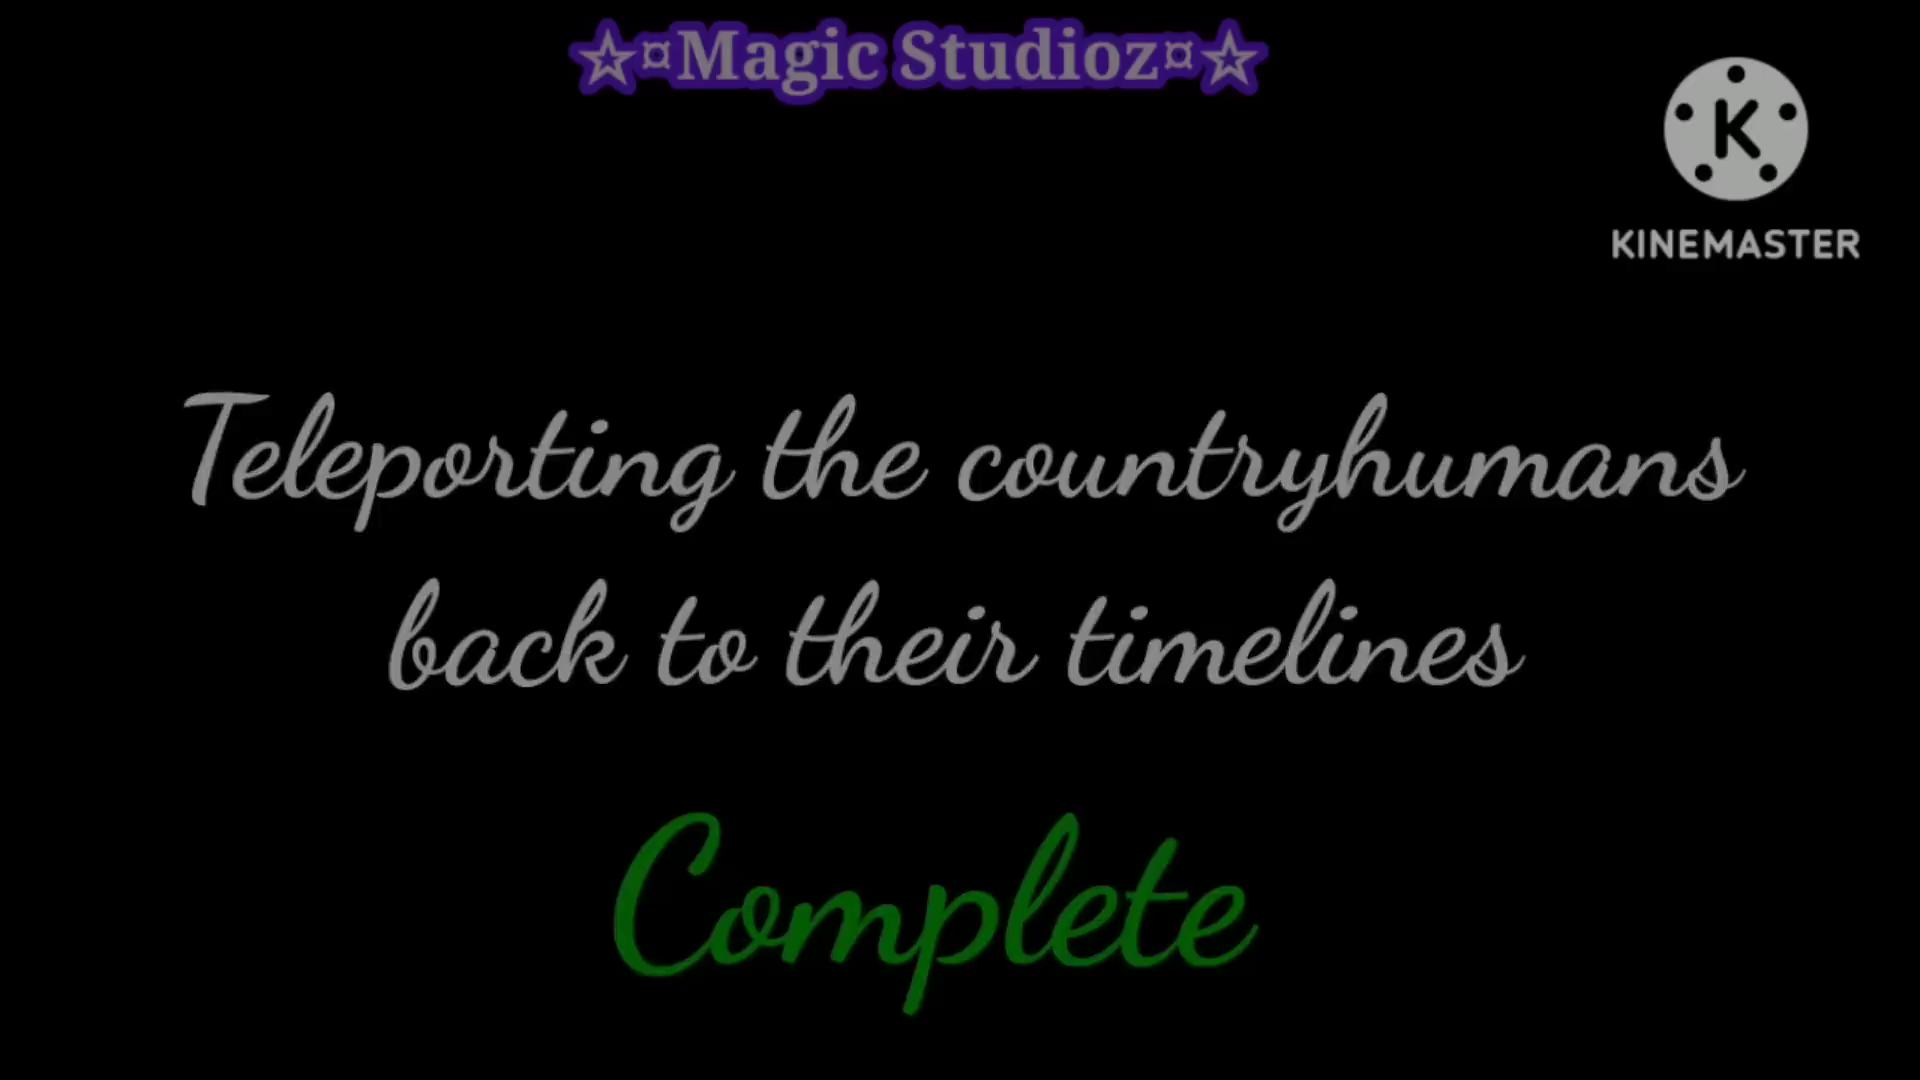 ☆¤Magic Studioz¤☆
K
KINEMASTER
Teleporting the countryhumans
back to their timelines
Complete